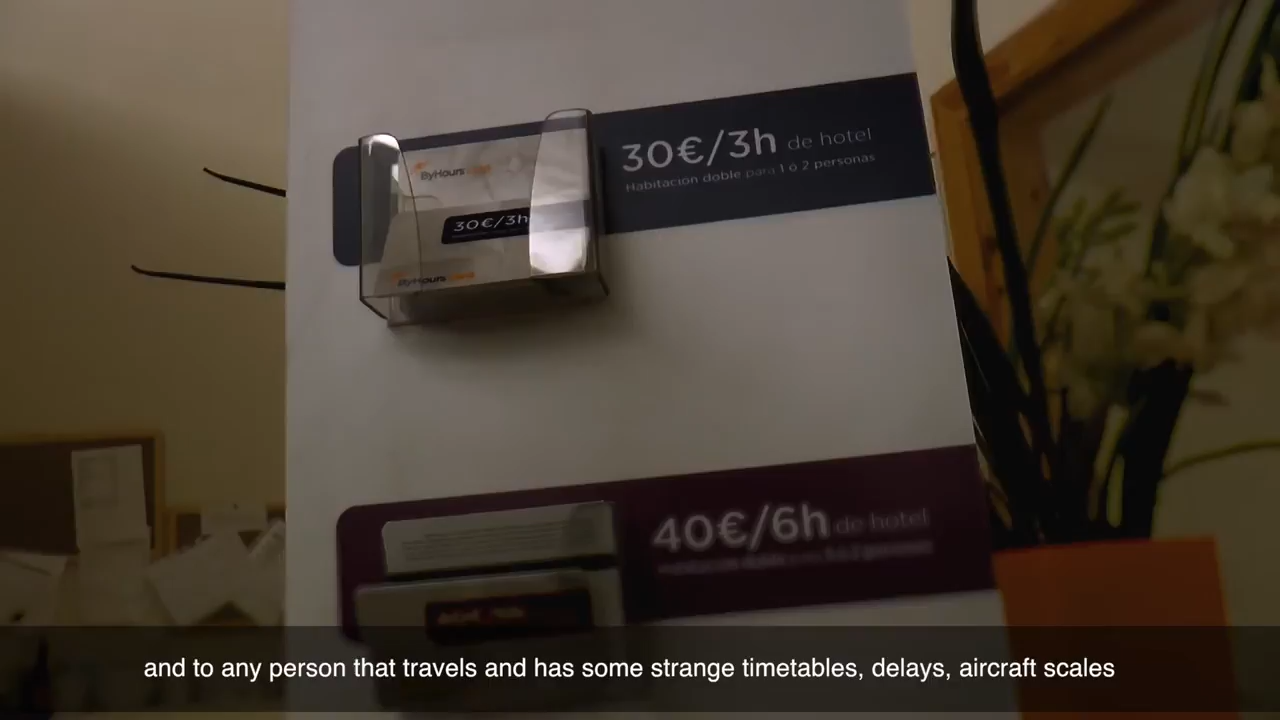 30€/3h de hotel
Habitación doble para 1 ó 2 personas
ByHours
30€/3h
ByHours
40€/6h de hotel
and to any person that travels and has some strange timetables, delays, aircraft scales